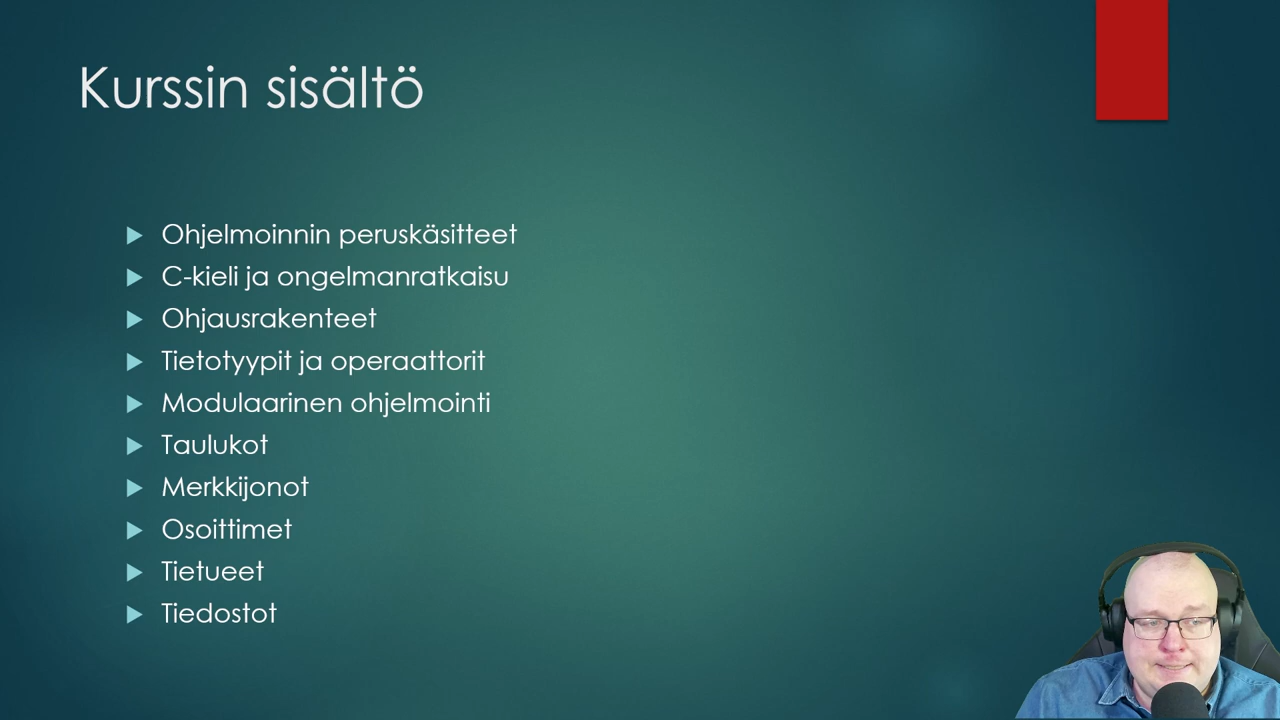 Kurssin sisältö
Ohjelmoinnin peruskäsitteet
C-kieli ja ongelmanratkaisu
Ohjausrakenteet
Tietotyypit ja operaattorit
Modulaarinen ohjelmointi
Taulukot
Merkkijonot
Osoittimet
Tietueet
Tiedostot